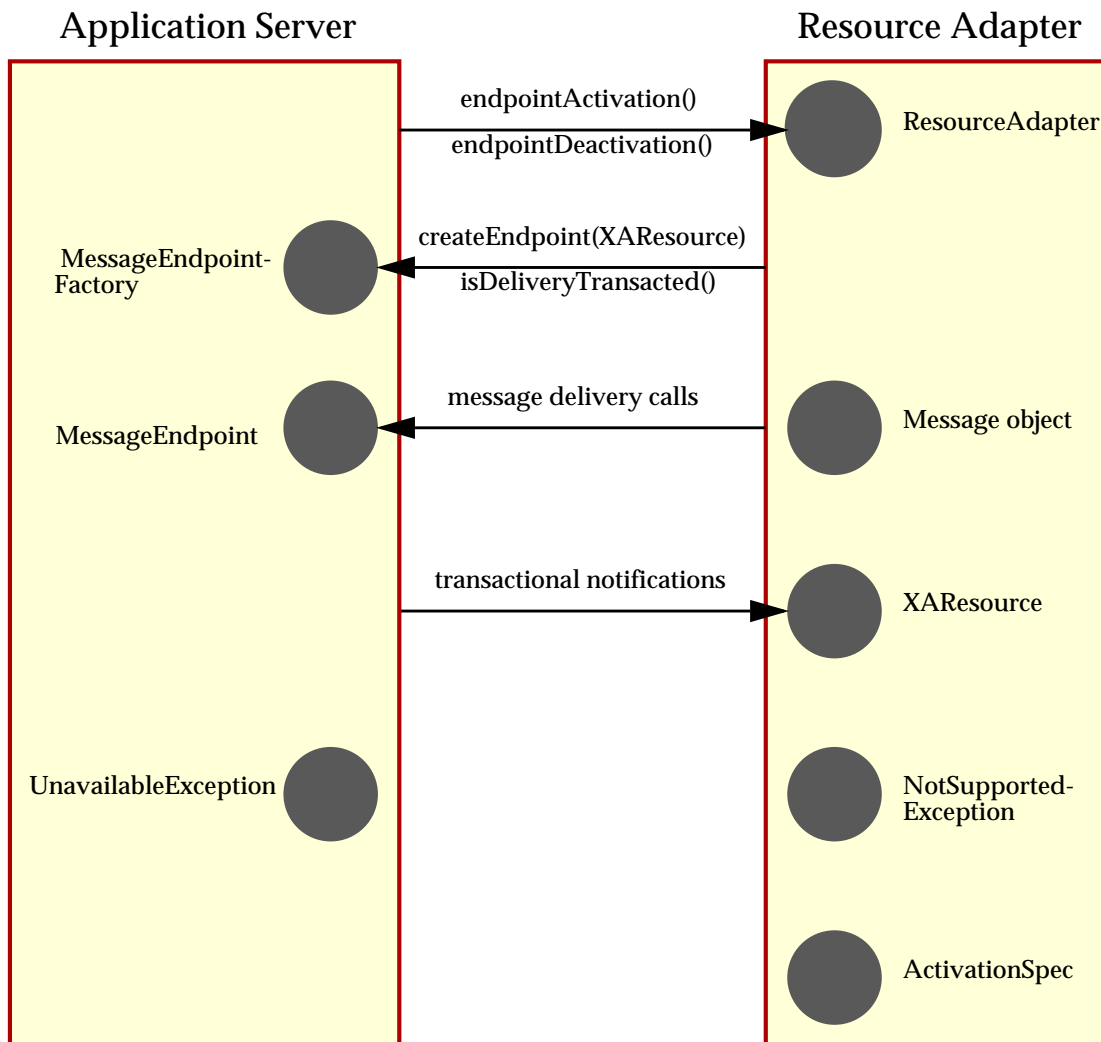 Application Server
Resource Adapter
endpointActivation()
endpointDeactivation()
ResourceAdapter
MessageEndpoint-
Factory
createEndpoint(XAResource)
isDeliveryTransacted()
MessageEndpoint
message delivery calls
Message object
transactional notifications
XAResource
UnavailableException
NotSupported-
Exception
ActivationSpec